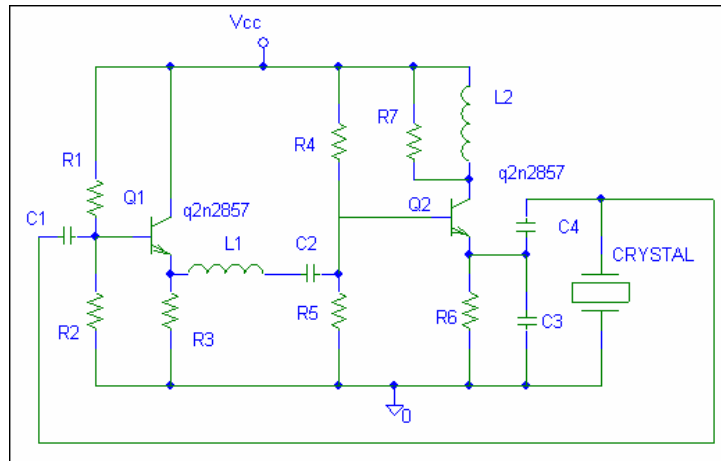 Vcc
L2
R7
R4
R1
Q1
q2n2857
Q2
q2n2857
C1
L1
C2
C4
CRYSTAL
R2
R3
R5
R6
C3
0